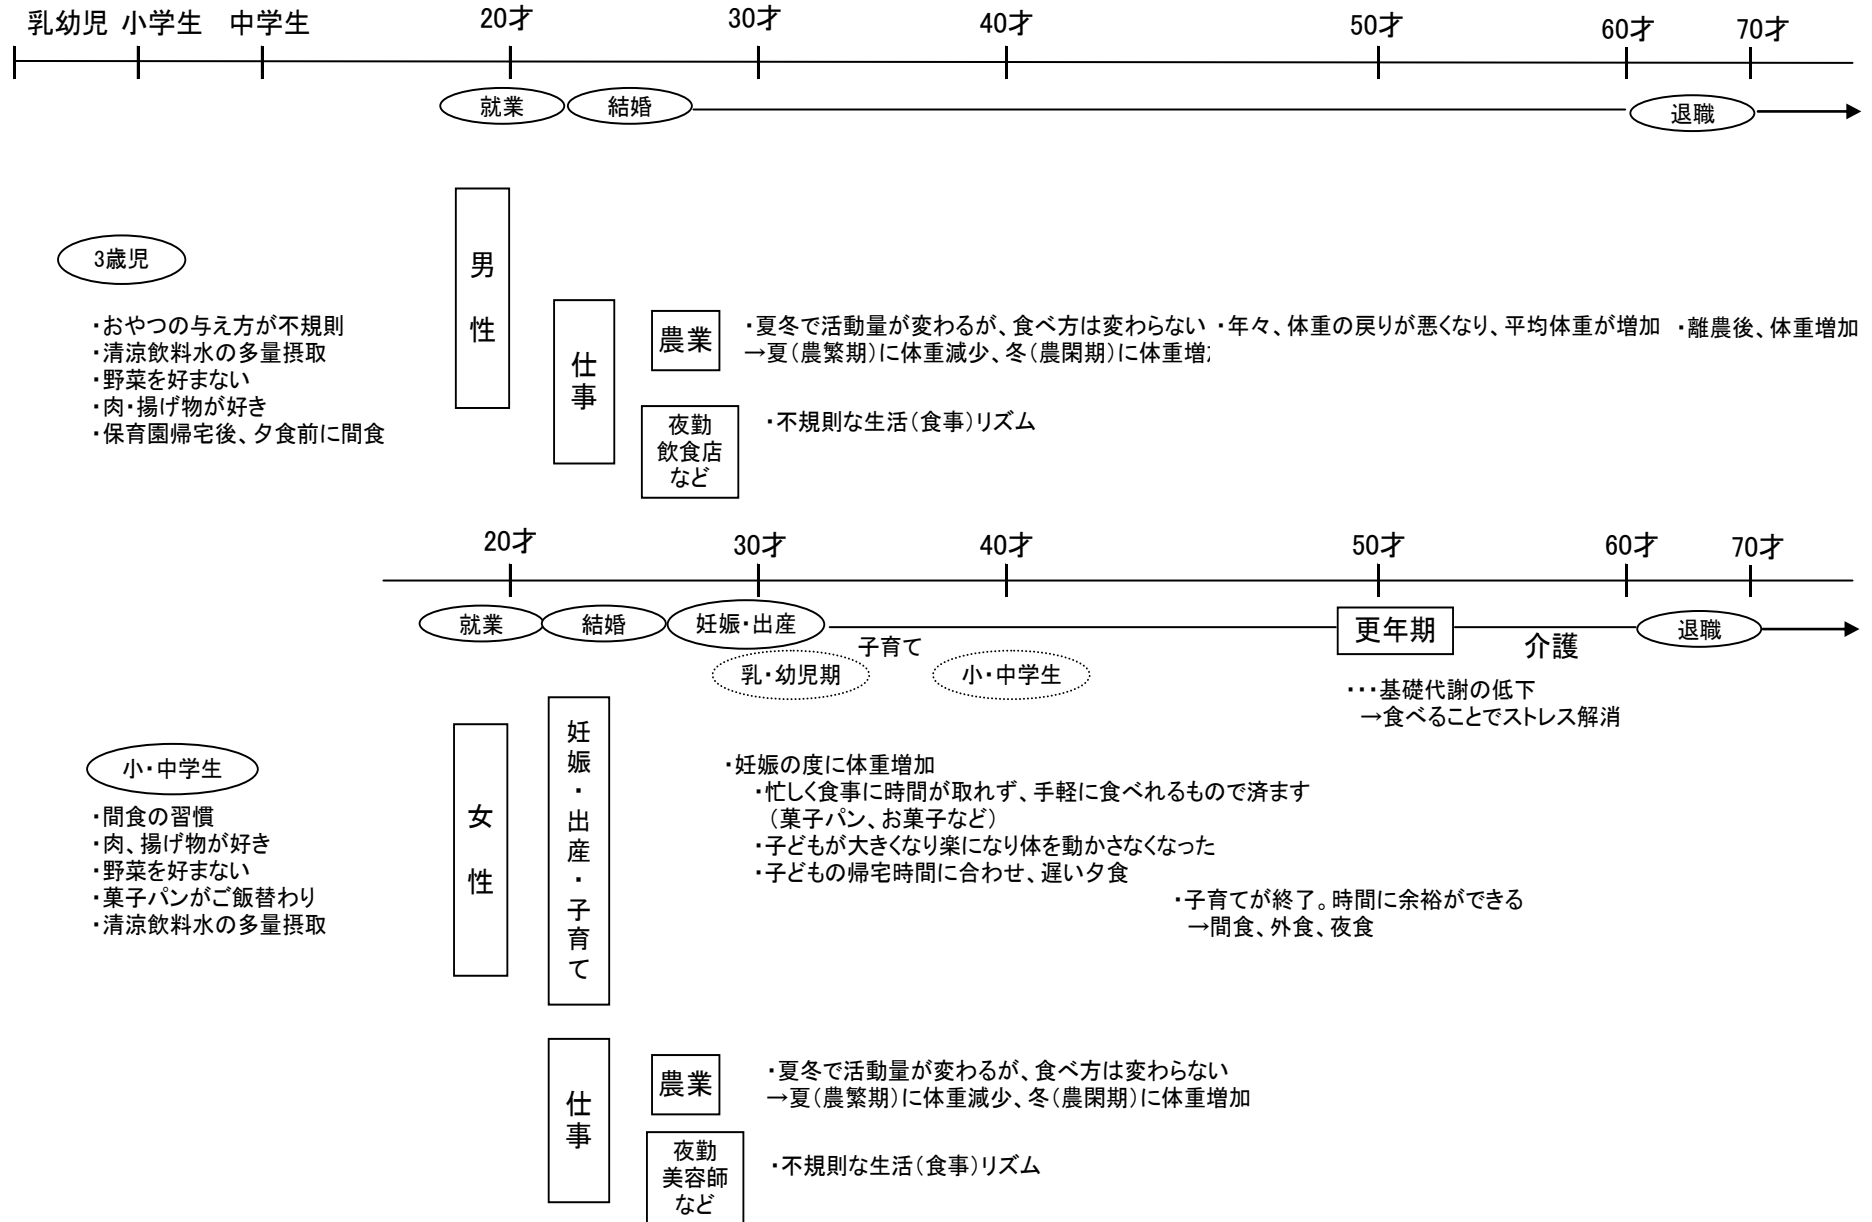 乳幼児 小学生 中学生 20才 30才 40才 50才 60才 70才
就業 結婚 退職
3歳児
・おやつの与え方が不規則
・清涼飲料水の多量摂取
・野菜を好まない
・肉・揚げ物が好き
・保育園帰宅後、夕食前に間食
男性
仕事
農業
・夏冬で活動量が変わるが、食べ方は変わらない ・年々、体重の戻りが悪くなり、平均体重が増加 ・離農後、体重増加
→夏(農繁期)に体重減少、冬(農閑期)に体重増
夜勤
飲食店
など
・不規則な生活(食事)リズム
20才 30才 40才 50才 60才 70才
就業 結婚 妊娠・出産 更年期 退職
子育て 介護
乳・幼児期 小・中学生
・・・基礎代謝の低下
→食べることでストレス解消
小・中学生
・間食の習慣
・肉、揚げ物が好き
・野菜を好まない
・菓子パンがご飯替わり
・清涼飲料水の多量摂取
女性
妊娠・出産・子育て
・妊娠の度に体重増加
・忙しく食事に時間が取れず、手軽に食べれるもので済ます
(菓子パン、お菓子など)
・子どもが大きくなり楽になり体を動かさなくなった
・子どもの帰宅時間に合わせ、遅い夕食
・子育てが終了。時間に余裕ができる
→間食、外食、夜食
仕事
農業
・夏冬で活動量が変わるが、食べ方は変わらない
→夏(農繁期)に体重減少、冬(農閑期)に体重増加
夜勤
美容師
など
・不規則な生活(食事)リズム